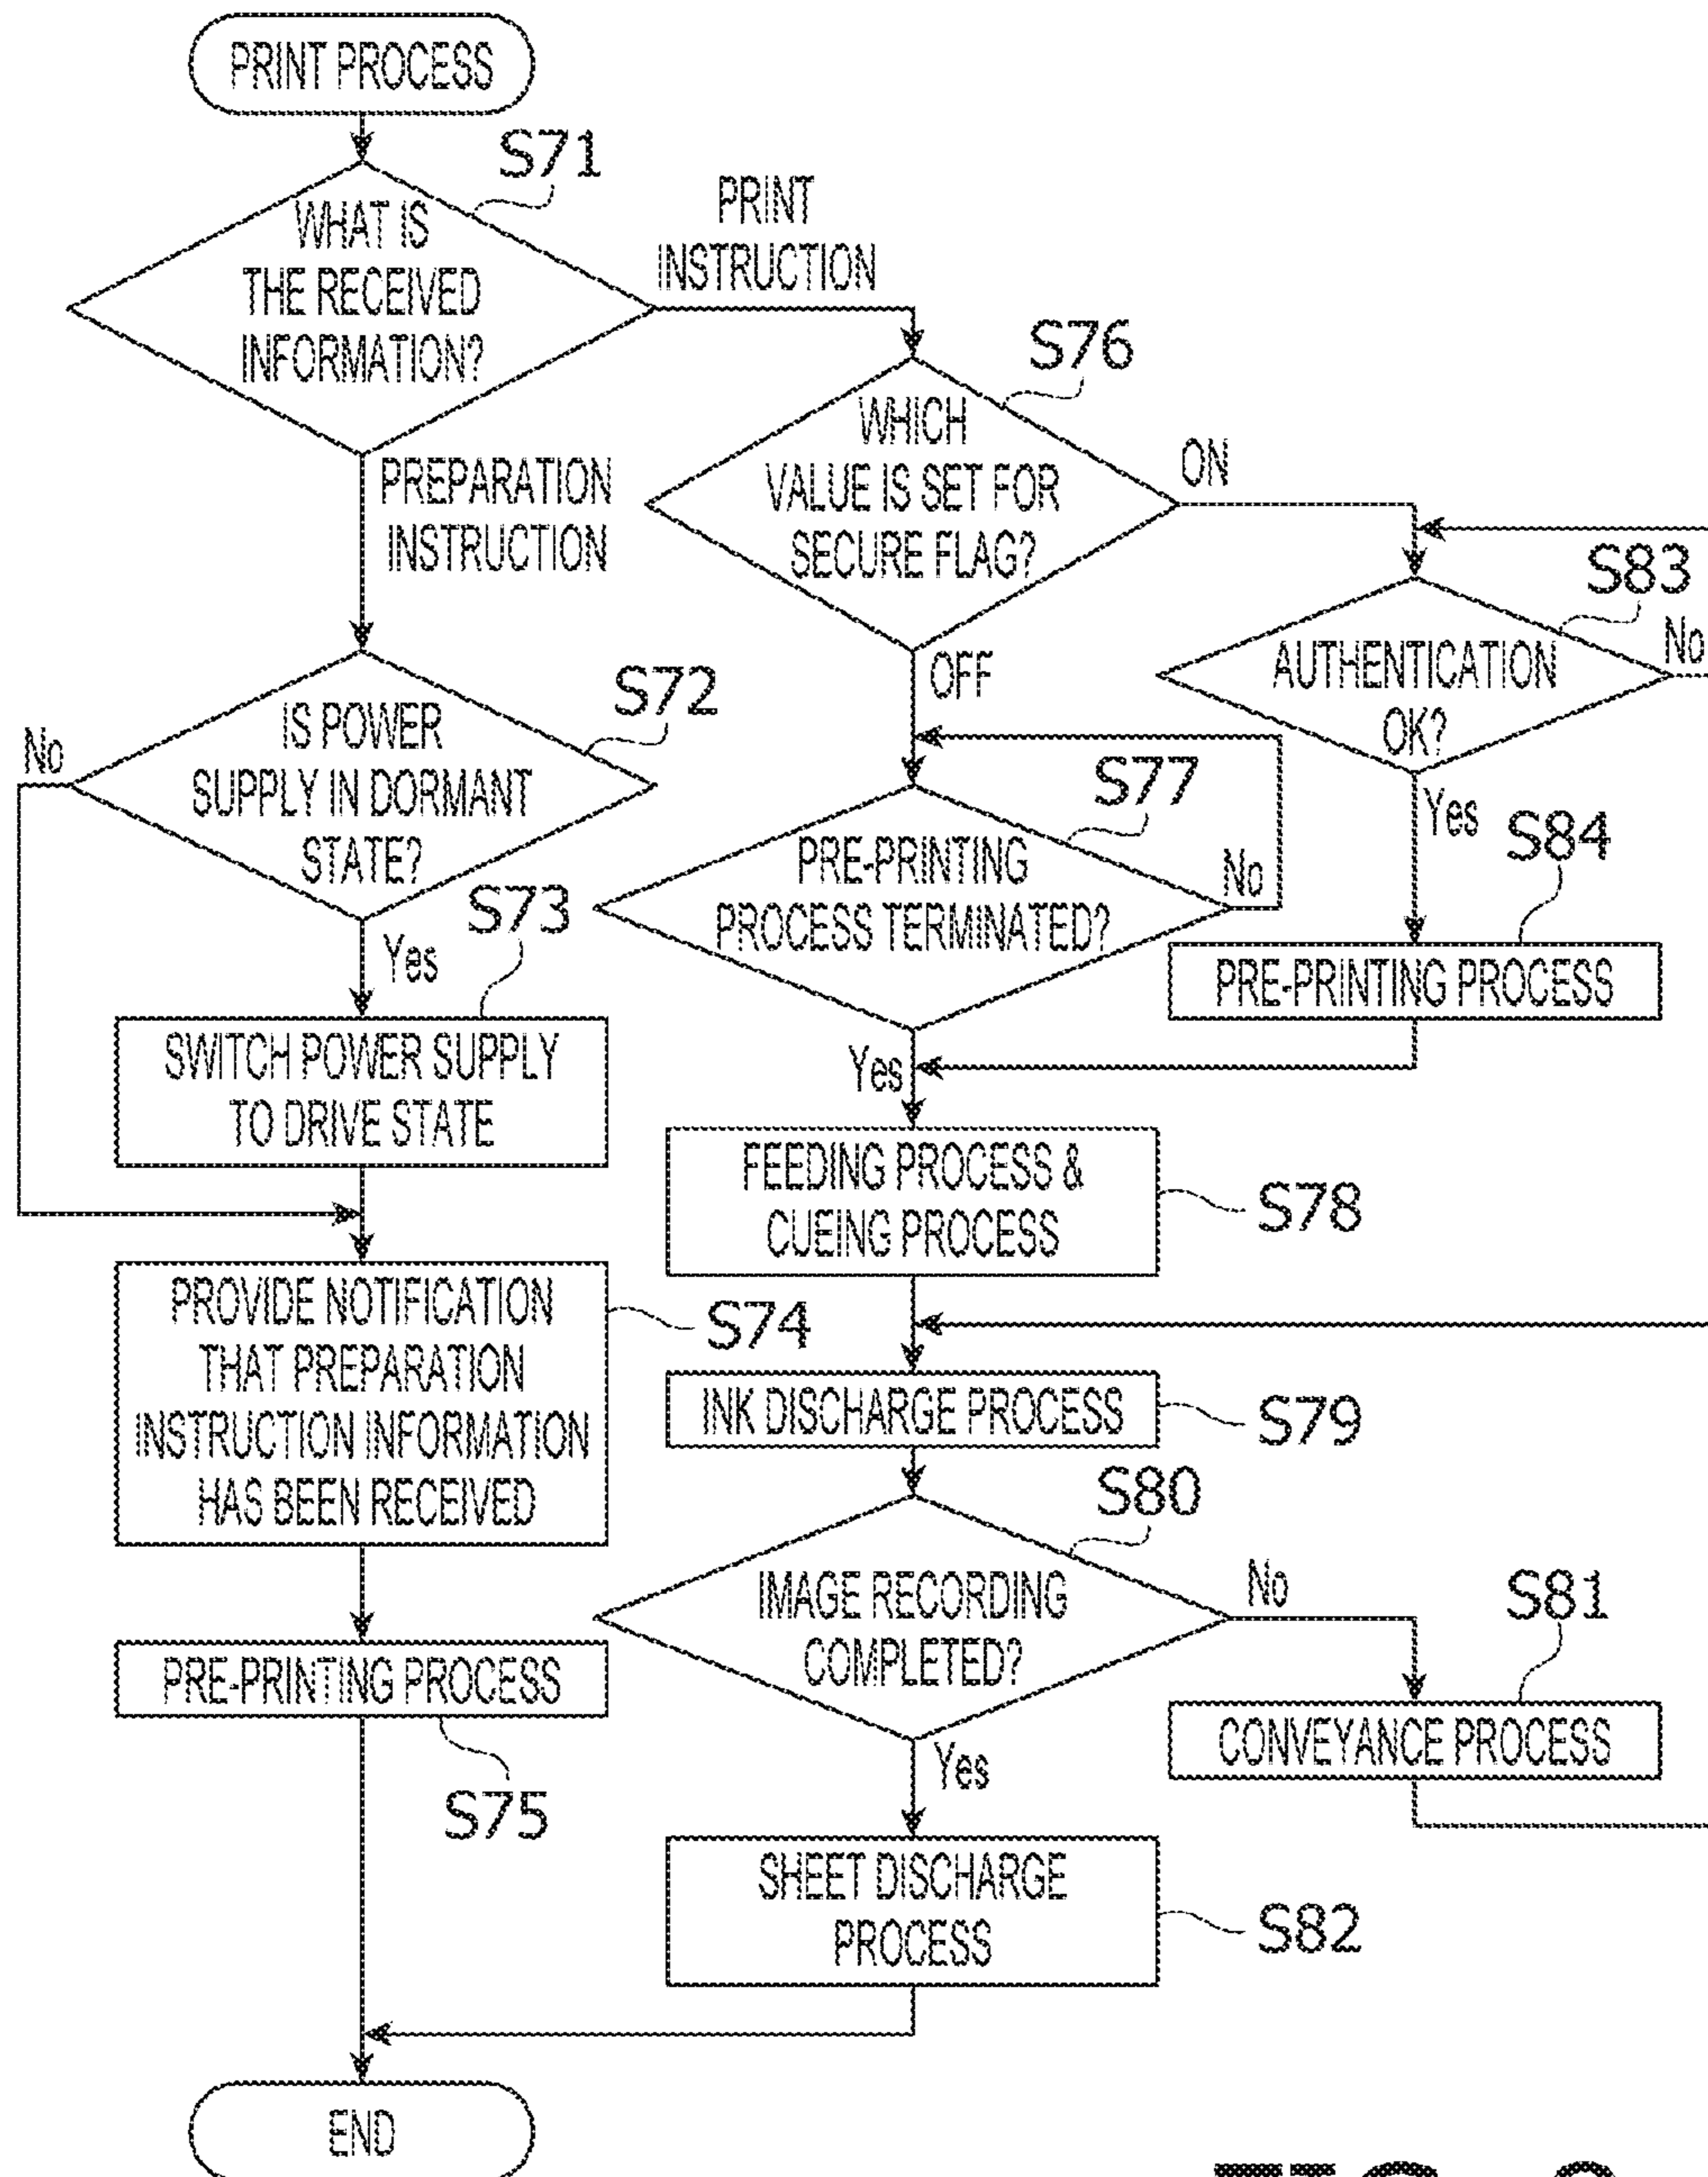 PRINT PROCESS
S71
WHAT IS
THE RECEIVED
INFORMATION?
PRINT
INSTRUCTION
PREPARATION
INSTRUCTION
S76
WHICH
VALUE IS SET FOR
SECURE FLAG?
ON
OFF
S83
AUTHENTICATION
OK?
No
Yes
S72
IS POWER
SUPPLY IN DORMANT
STATE?
No
Yes
S77
PRE-PRINTING
PROCESS TERMINATED?
No
Yes
S84
PRE-PRINTING PROCESS
S73
SWITCH POWER SUPPLY
TO DRIVE STATE
FEEDING PROCESS &
CUEING PROCESS
S78
PROVIDE NOTIFICATION
THAT PREPARATION
INSTRUCTION INFORMATION
HAS BEEN RECEIVED
S74
INK DISCHARGE PROCESS
S79
S80
IMAGE RECORDING
COMPLETED?
No
Yes
S81
CONVEYANCE PROCESS
PRE-PRINTING PROCESS
S75
SHEET DISCHARGE
PROCESS
S82
END